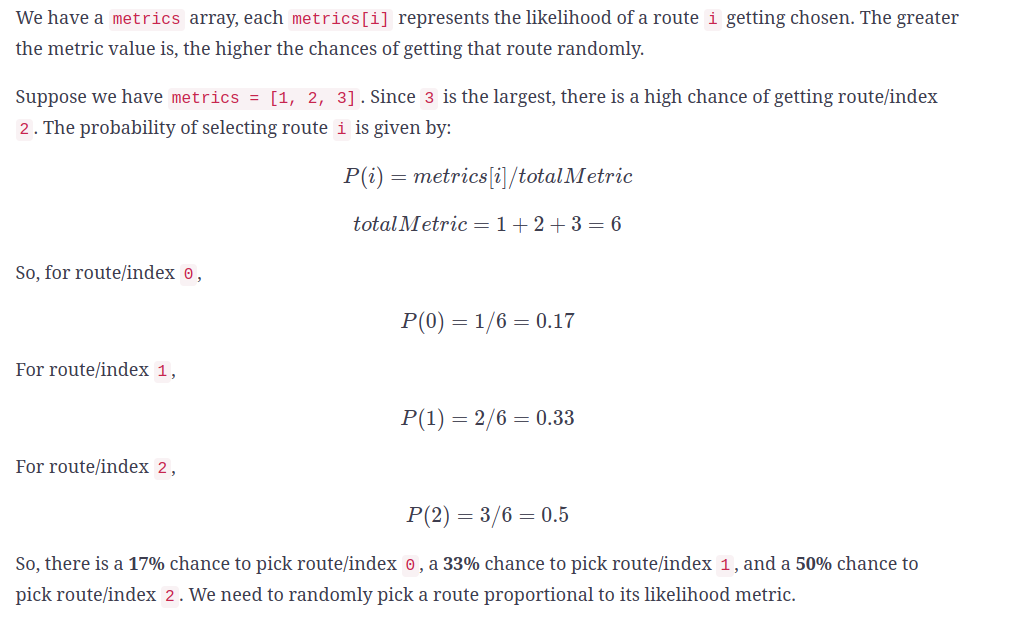 We have a metrics array, each metrics[i] represents the likelihood of a route i getting chosen. The greater
the metric value is, the higher the chances of getting that route randomly.
Suppose we have metrics = [1, 2, 3]. Since 3 is the largest, there is a high chance of getting route/index
2. The probability of selecting route i is given by:
P(i) = metrics[i]/totalMetric
totalMetric = 1 + 2 + 3 = 6
So, for route/index 0,
P(0) = 1/6 = 0.17
For route/index 1,
P(1) = 2/6 = 0.33
For route/index 2,
P(2) = 3/6 = 0.5
So, there is a 17% chance to pick route/index 0, a 33% chance to pick route/index 1, and a 50% chance to
pick route/index 2. We need to randomly pick a route proportional to its likelihood metric.